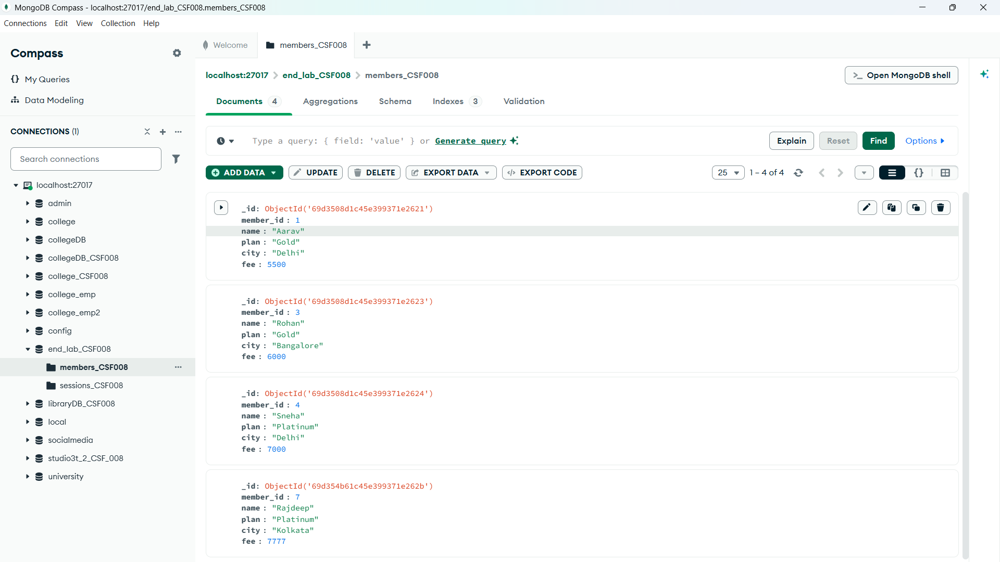 MongoDB Compass - localhost:27017/end_lab_CSF008.members_CSF008
Connections Edit View Collection Help
Compass
My Queries
Data Modeling
CONNECTIONS (1)
Search connections
localhost:27017
admin
college
collegeDB
collegeDB_CSF008
college_CSF008
college_emp
college_emp2
config
end_lab_CSF008
members_CSF008
sessions_CSF008
libraryDB_CSF008
local
socialmedia
studio3t_2_CSF_008
university
Welcome members_CSF008
localhost:27017 end_lab_CSF008 members_CSF008
Open MongoDB shell
Documents 4 Aggregations Schema Indexes 3 Validation
Type a query: { field: 'value' } or Generate query
Explain Reset Find Options
ADD DATA UPDATE DELETE EXPORT DATA EXPORT CODE
25 1 – 4 of 4
_id: ObjectId('69d3508d1c45e399371e2621')
member_id : 1
name : "Aarav"
plan : "Gold"
city : "Delhi"
fee : 5500
_id: ObjectId('69d3508d1c45e399371e2623')
member_id : 3
name : "Rohan"
plan : "Gold"
city : "Bangalore"
fee : 6000
_id: ObjectId('69d3508d1c45e399371e2624')
member_id : 4
name : "Sneha"
plan : "Platinum"
city : "Delhi"
fee : 7000
_id: ObjectId('69d354b61c45e399371e262b')
member_id : 7
name : "Rajdeep"
plan : "Platinum"
city : "Kolkata"
fee : 7777